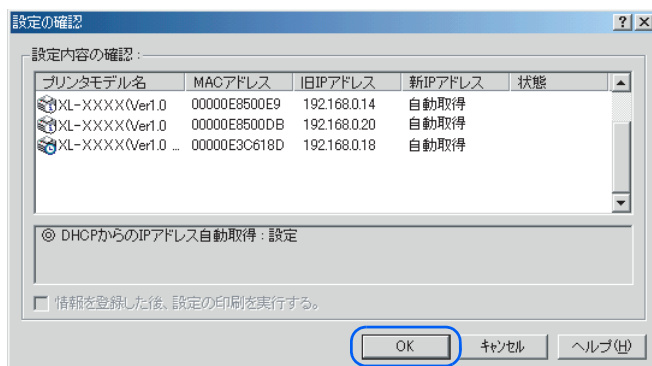 設定の確認
設定内容の確認：
プリンタモデル名 MACアドレス 旧IPアドレス 新IPアドレス 状態
XL-XXXX(Ver1.0 00000E8500E9 192.168.0.14 自動取得
XL-XXXX(Ver1.0 00000E8500DB 192.168.0.20 自動取得
XL-XXXX(Ver1.0 ... 00000E3C618D 192.168.0.18 自動取得
◎ DHCPからのIPアドレス自動取得：設定
情報を登録した後、設定の印刷を実行する。
OK キャンセル ヘルプ(H)